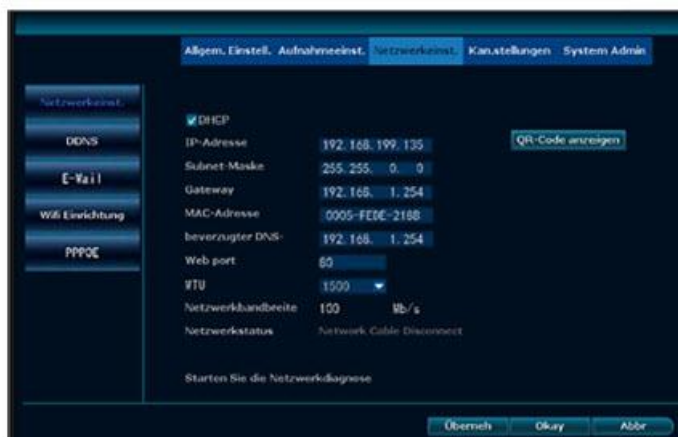 Allgem. Einstell. Aufnahmeeinst. Netzwerkeinst. Kan.stellungen System Admin
Netzwerkeinst.
DDNS
E-Mail
Wifi Einrichtung
PPPOE
DHCP
IP-Adresse 192.168.199.135
QR-Code anzeigen
Subnet-Maske 255.255. 0. 0
Gateway 192.168. 1.254
MAC-Adresse 0005-FEDE-2168
bevorzugter DNS- 192.168. 1.254
Web port 80
MTU 1500
Netzwerkbandbreite 100 Mb/s
Netzwerkstatus Network Cable Disconnect
Starten Sie die Netzwerkdiagnose
Überneh Okay Abbr